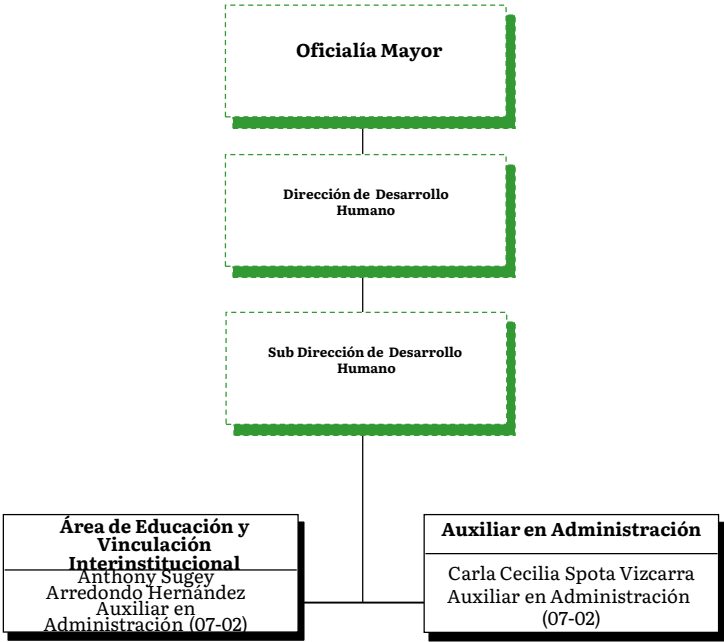 Oficialía Mayor
Dirección de Desarrollo
Humano
Sub Dirección de Desarrollo
Humano
Área de Educación y
Vinculación
Interinstitucional
Anthony Sugey
Arredondo Hernández
Auxiliar en
Administración (07-02)
Auxiliar en Administración
Carla Cecilia Spota Vizcarra
Auxiliar en Administración
(07-02)